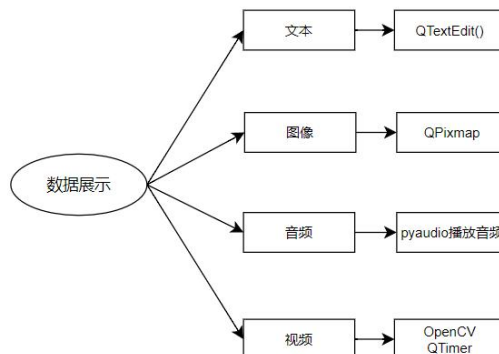 文本
QTextEdit()
图像
QPixmap
数据展示
音频
pyaudio播放音频
视频
OpenCV
QTimer